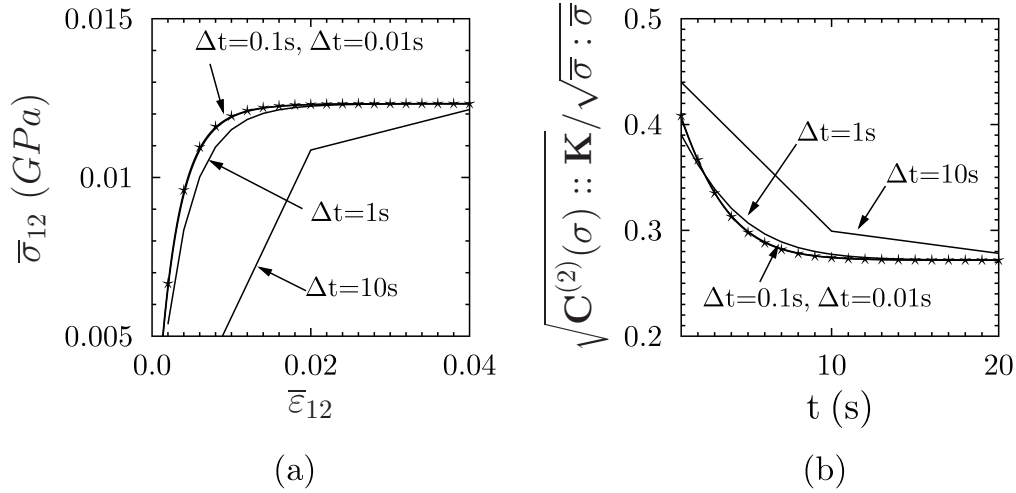 0.015
0.01
0.005
0.0
0.02
0.04
σ̅₁₂ (GPa)
ε̅₁₂
Δt=0.1s, Δt=0.01s
Δt=1s
Δt=10s
(a)
0.5
0.4
0.3
0.2
10
20
√C⁽²⁾(σ) :: K/√σ̅ : σ̅
t (s)
Δt=1s
Δt=10s
Δt=0.1s, Δt=0.01s
(b)